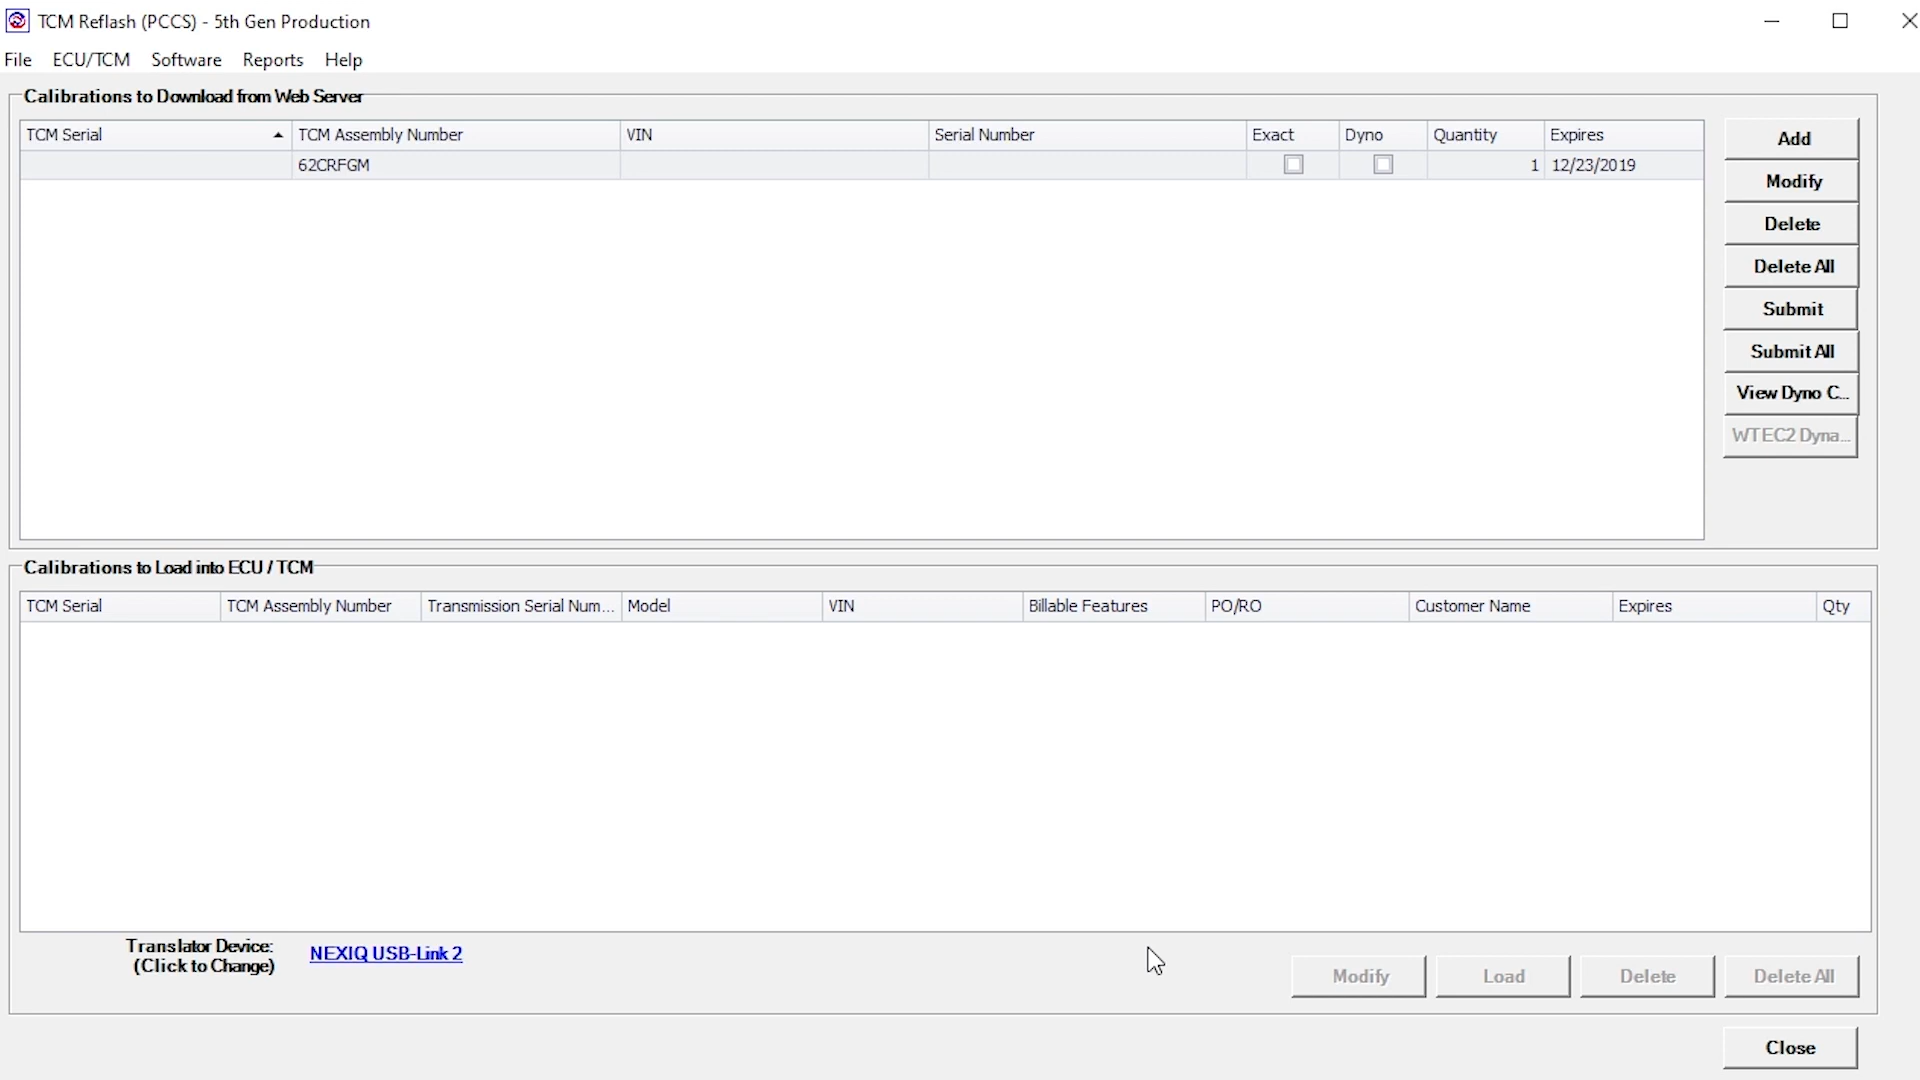 TCM Reflash (PCCS) - 5th Gen Production
File ECU/TCM Software Reports Help
Calibrations to Download from Web Server
TCM Serial TCM Assembly Number VIN Serial Number Exact Dyno Quantity Expires
62CRFGM 1 12/23/2019
Add
Modify
Delete
Delete All
Submit
Submit All
View Dyno C...
WTEC2 Dyna...
Calibrations to Load into ECU / TCM
TCM Serial TCM Assembly Number Transmission Serial Num... Model VIN Billable Features PO/RO Customer Name Expires Qty
Translator Device:
(Click to Change)
NEXIQ USB-Link 2
Modify Load Delete Delete All
Close